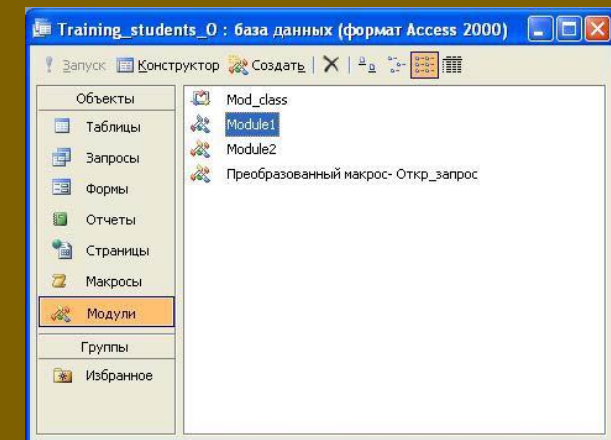 Training_students_0 : база данных (формат Access 2000)
Запуск Конструктор Создать
Объекты
Таблицы
Запросы
Формы
Отчеты
Страницы
Макросы
Модули
Группы
Избранное
Mod_class
Module1
Module2
Преобразованный макрос- Откр_запрос